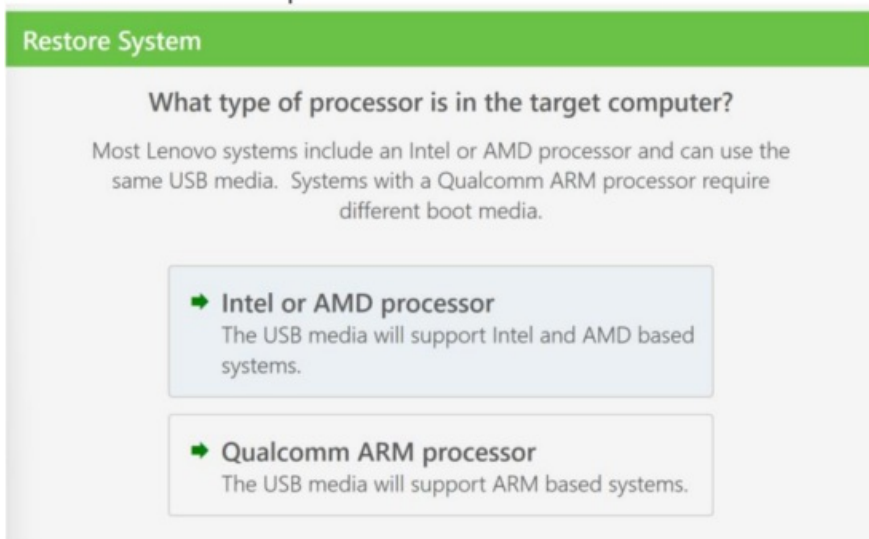 Restore System
What type of processor is in the target computer?
Most Lenovo systems include an Intel or AMD processor and can use the
same USB media. Systems with a Qualcomm ARM processor require
different boot media.
Intel or AMD processor
The USB media will support Intel and AMD based
systems.
Qualcomm ARM processor
The USB media will support ARM based systems.